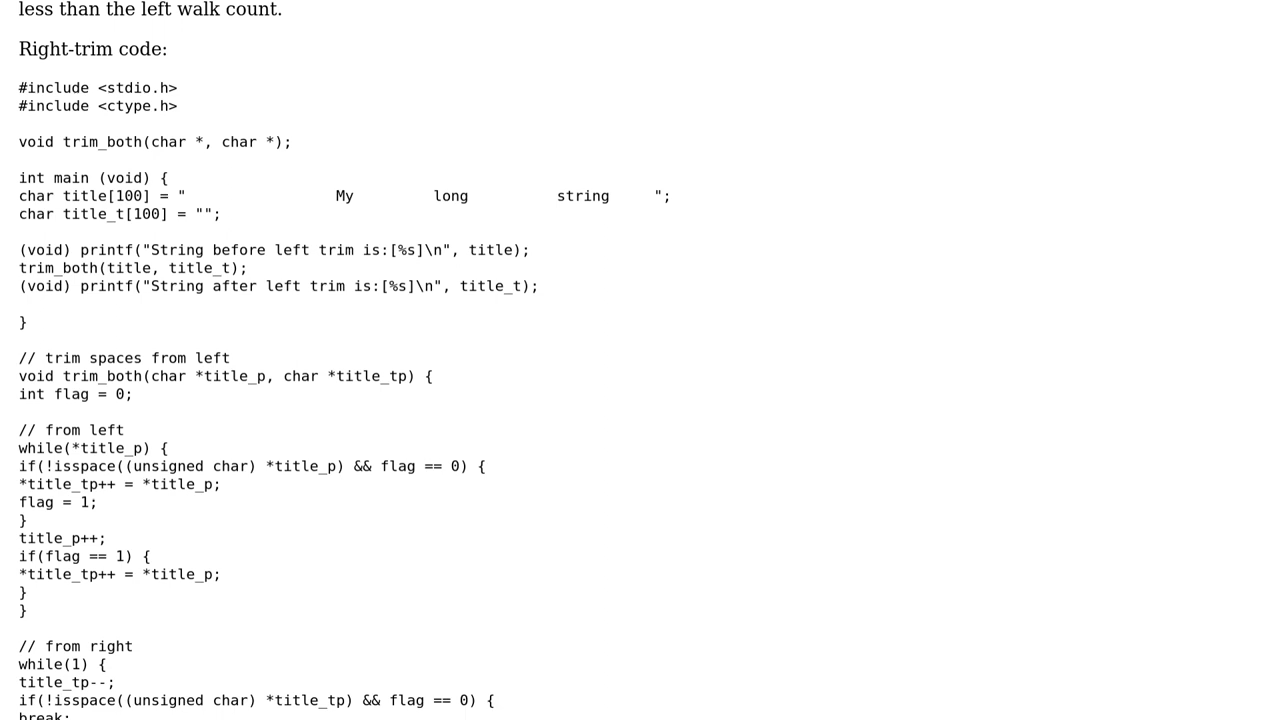 less than the left walk count.
Right-trim code:
#include <stdio.h>
#include <ctype.h>
void trim_both(char *, char *);
int main (void) {
char title[100] = "                 My         long          string     ";
char title_t[100] = "";
(void) printf("String before left trim is:[%s]\n", title);
trim_both(title, title_t);
(void) printf("String after left trim is:[%s]\n", title_t);
}
// trim spaces from left
void trim_both(char *title_p, char *title_tp) {
int flag = 0;
// from left
while(*title_p) {
if(!isspace((unsigned char) *title_p) && flag == 0) {
*title_tp++ = *title_p;
flag = 1;
}
title_p++;
if(flag == 1) {
*title_tp++ = *title_p;
}
}
// from right
while(1) {
title_tp--;
if(!isspace((unsigned char) *title_tp) && flag == 0) {
break;